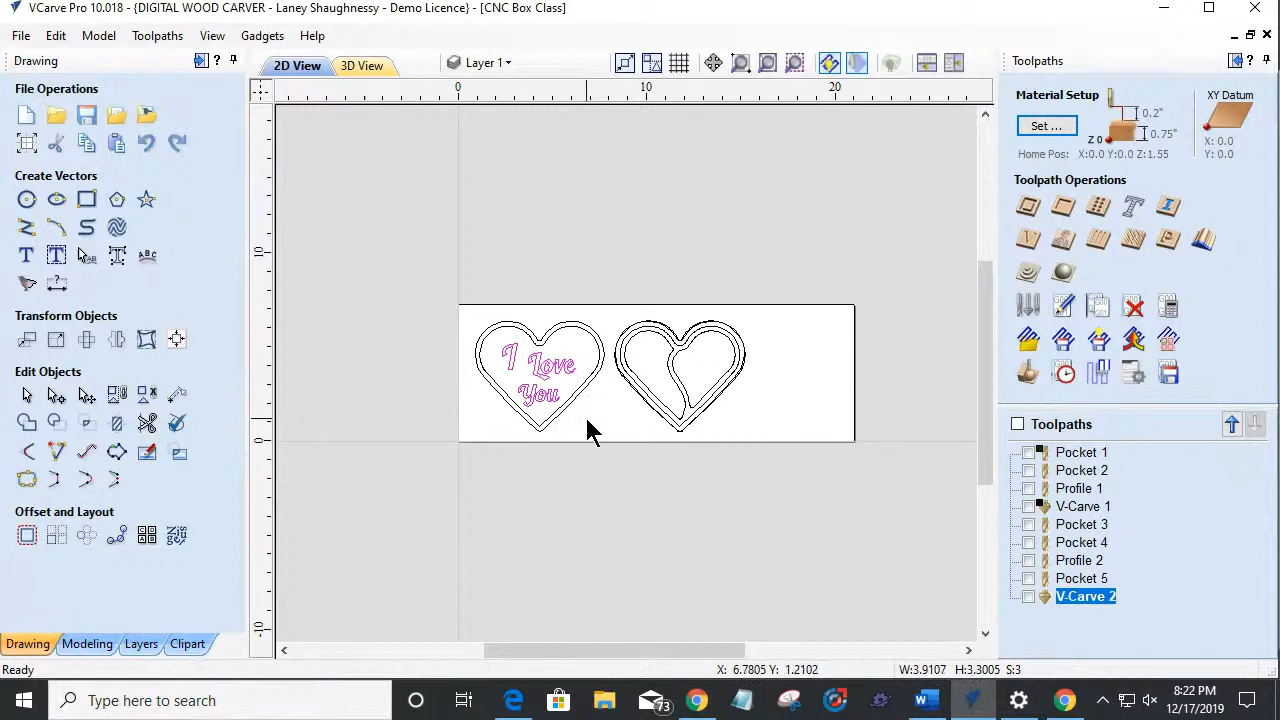 VCarve Pro 10.018 - {DIGITAL WOOD CARVER - Laney Shaughnessy - Demo Licence} - [CNC Box Class]
File Edit Model Toolpaths View Gadgets Help
Drawing
2D View 3D View Layer 1
Toolpaths
File Operations
Create Vectors
Transform Objects
Edit Objects
Offset and Layout
Drawing Modeling Layers Clipart
0 10 20
10
0
-10
I Love
You
Material Setup
Set ...
Z 0
0.2"
0.75"
XY Datum
X: 0.0
Y: 0.0
Home Pos: X:0.0 Y:0.0 Z:1.55
Toolpath Operations
Toolpaths
Pocket 1
Pocket 2
Profile 1
V-Carve 1
Pocket 3
Pocket 4
Profile 2
Pocket 5
V-Carve 2
Ready
X: 6.7805 Y: 1.2102
W:3.9107 H:3.3005 S:3
Type here to search
73
8:22 PM
12/17/2019